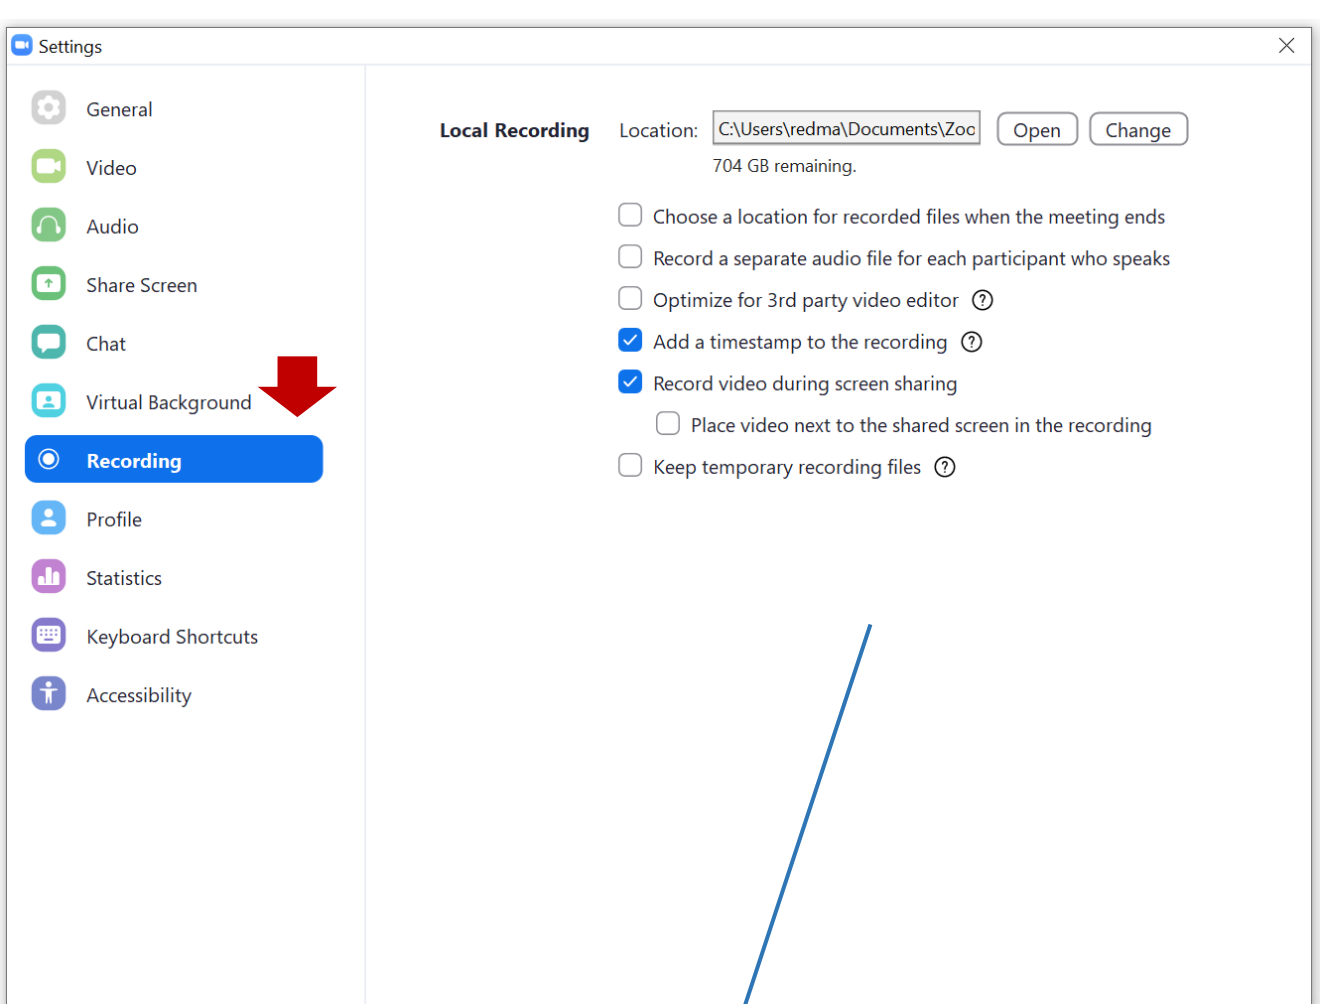 Settings
General
Video
Audio
Share Screen
Chat
Virtual Background
Recording
Profile
Statistics
Keyboard Shortcuts
Accessibility
Local Recording Location: C:\Users\redma\Documents\Zoo Open Change
704 GB remaining.
Choose a location for recorded files when the meeting ends
Record a separate audio file for each participant who speaks
Optimize for 3rd party video editor ?
Add a timestamp to the recording ?
Record video during screen sharing
Place video next to the shared screen in the recording
Keep temporary recording files ?